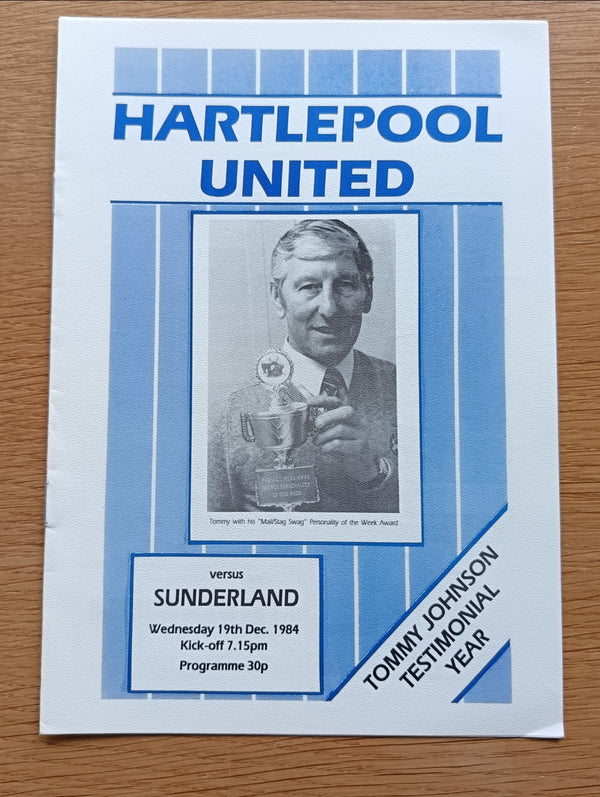 HARTLEPOOL
UNITED
Tommy with his "Mail/Stag Swag" Personality of the Week Award
versus
SUNDERLAND
Wednesday 19th Dec. 1984
Kick-off 7.15pm
Programme 30p
TOMMY JOHNSON
TESTIMONIAL
YEAR